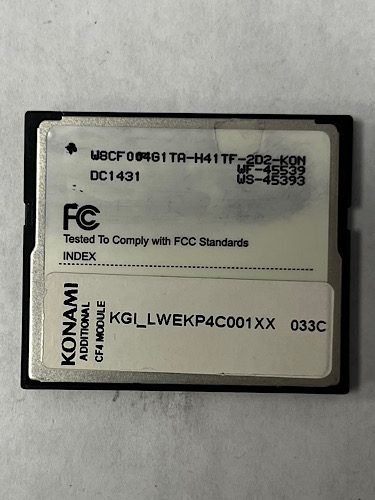 W8CF004G1TA-H41TF-2D2-KON
DC1431 WF-45539
WS-45393
FC
Tested To Comply with FCC Standards
INDEX
KONAMI
ADDITIONAL
CF4 MODULE
KGI_LWEKP4C001XX 033C